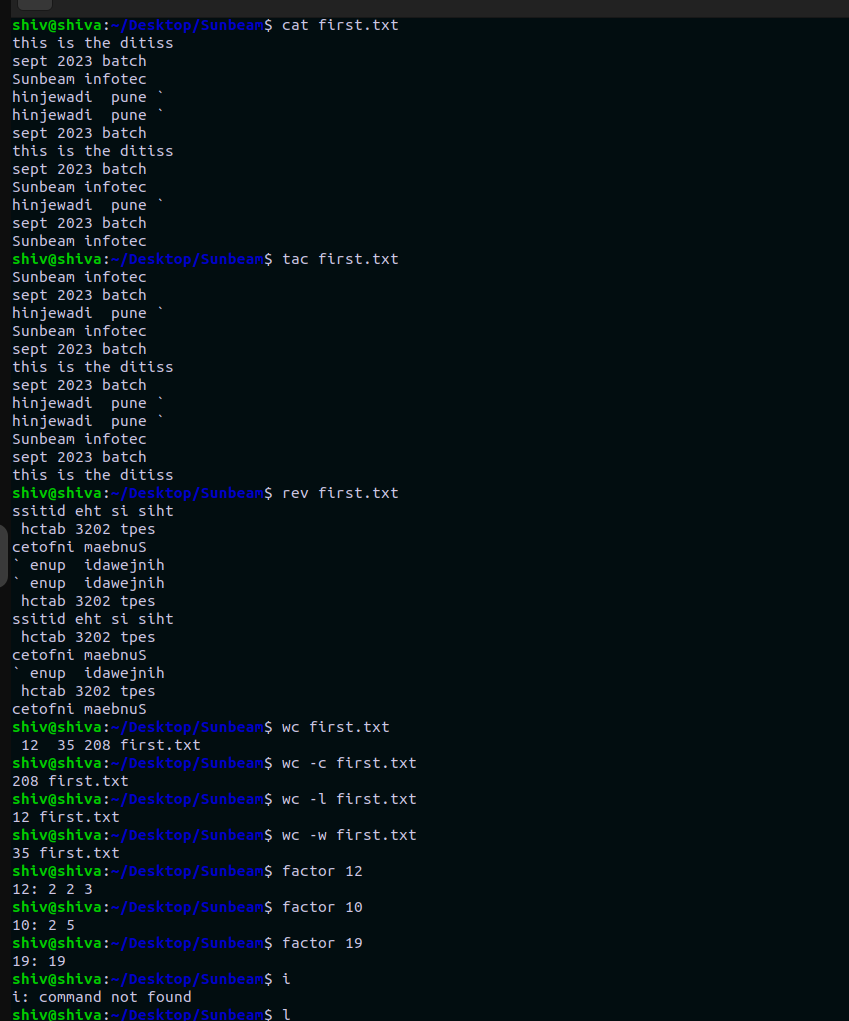 shiv@shiva:~/Desktop/Sunbeam$ cat first.txt
this is the ditiss
sept 2023 batch
Sunbeam infotec
hinjewadi  pune `
hinjewadi  pune `
sept 2023 batch
this is the ditiss
sept 2023 batch
Sunbeam infotec
hinjewadi  pune `
sept 2023 batch
Sunbeam infotec
shiv@shiva:~/Desktop/Sunbeam$ tac first.txt
Sunbeam infotec
sept 2023 batch
hinjewadi  pune `
Sunbeam infotec
sept 2023 batch
this is the ditiss
sept 2023 batch
hinjewadi  pune `
hinjewadi  pune `
Sunbeam infotec
sept 2023 batch
this is the ditiss
shiv@shiva:~/Desktop/Sunbeam$ rev first.txt
ssitid eht si siht
 hctab 3202 tpes
cetofni maebnuS
` enup  idawejnih
` enup  idawejnih
 hctab 3202 tpes
ssitid eht si siht
 hctab 3202 tpes
cetofni maebnuS
` enup  idawejnih
 hctab 3202 tpes
cetofni maebnuS
shiv@shiva:~/Desktop/Sunbeam$ wc first.txt
 12  35 208 first.txt
shiv@shiva:~/Desktop/Sunbeam$ wc -c first.txt
208 first.txt
shiv@shiva:~/Desktop/Sunbeam$ wc -l first.txt
12 first.txt
shiv@shiva:~/Desktop/Sunbeam$ wc -w first.txt
35 first.txt
shiv@shiva:~/Desktop/Sunbeam$ factor 12
12: 2 2 3
shiv@shiva:~/Desktop/Sunbeam$ factor 10
10: 2 5
shiv@shiva:~/Desktop/Sunbeam$ factor 19
19: 19
shiv@shiva:~/Desktop/Sunbeam$ i
i: command not found
shiv@shiva:~/Desktop/Sunbeam$ l